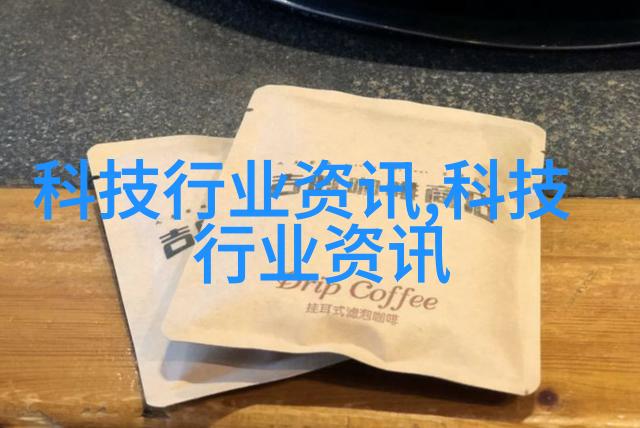 科技行业资讯,科技
行业资讯
Drip Coffee
挂耳式滤泡咖啡